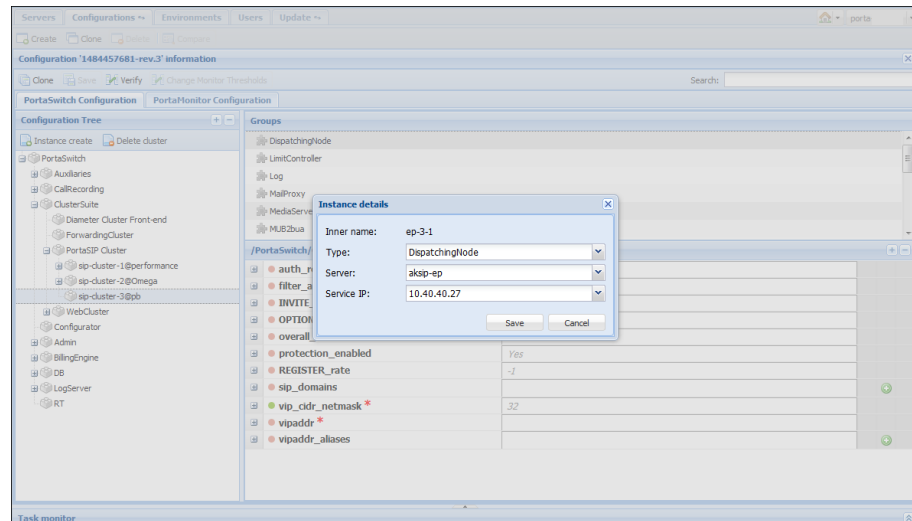 Servers Configurations Environments Users Update porta
Create Clone Delete Compare
Configuration '1484457681-rev.3' information
Clone Save Verify Change Monitor Thresholds Search:
PortaSwitch Configuration PortaMonitor Configuration
Configuration Tree
Instance create Delete cluster
PortaSwitch
Auxiliaries
CallRecording
ClusterSuite
Diameter Cluster Front-end
ForwardingCluster
PortaSIP Cluster
sip-cluster-1@performance
sip-cluster-2@Omega
sip-cluster-3@pb
WebCluster
Configurator
Admin
BillingEngine
DB
LogServer
RT
Groups
DispatchingNode
LimitController
Log
MailProxy
MediaServe
MUB2bua
/PortaSwitch/
auth_r
filter_a
INVITE_
OPTION
overall
protection_enabled Yes
REGISTER_rate -1
sip_domains
vip_cidr_netmask * 32
vipaddr *
vipaddr_aliases
Instance details
Inner name: ep-3-1
Type: DispatchingNode
Server: aksip-ep
Service IP: 10.40.40.27
Save Cancel
Task monitor